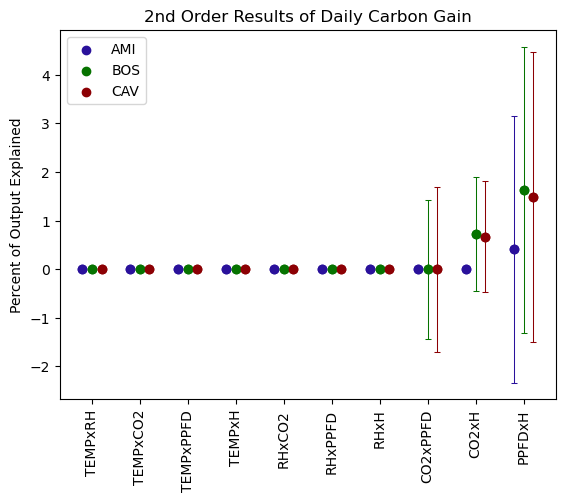 2nd Order Results of Daily Carbon Gain
AMI
BOS
CAV
Percent of Output Explained
4
3
2
1
0
−1
−2
TEMPxRH
TEMPxCO2
TEMPxPPFD
TEMPxH
RHxCO2
RHxPPFD
RHxH
CO2xPPFD
CO2xH
PPFDxH